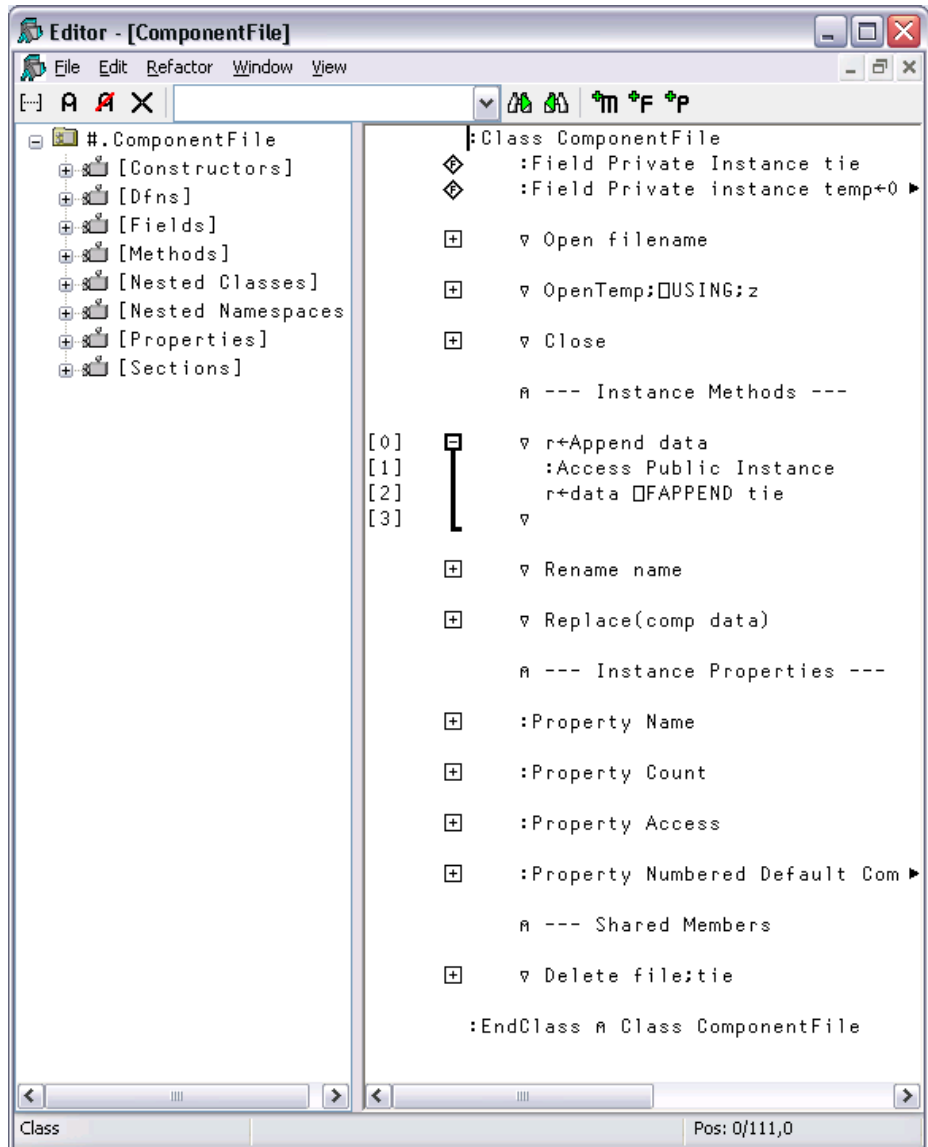 Editor - [ComponentFile]
File Edit Refactor Window View
#.ComponentFile
[Constructors]
[Dfns]
[Fields]
[Methods]
[Nested Classes]
[Nested Namespaces
[Properties]
[Sections]
:Class ComponentFile
:Field Private Instance tie
:Field Private instance temp←0
∇ Open filename
∇ OpenTemp;⎕USING;z
∇ Close
⍝ --- Instance Methods ---
[0] ∇ r←Append data
[1] :Access Public Instance
[2] r←data ⎕FAPPEND tie
[3] ∇
∇ Rename name
∇ Replace(comp data)
⍝ --- Instance Properties ---
:Property Name
:Property Count
:Property Access
:Property Numbered Default Com
⍝ --- Shared Members
∇ Delete file;tie
:EndClass ⍝ Class ComponentFile
Class
Pos: 0/111,0